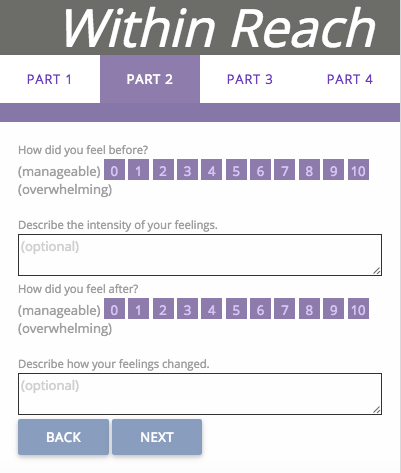 Within Reach
PART 1 PART 2 PART 3 PART 4
How did you feel before?
(manageable) 0 1 2 3 4 5 6 7 8 9 10
(overwhelming)
Describe the intensity of your feelings.
(optional)
How did you feel after?
(manageable) 0 1 2 3 4 5 6 7 8 9 10
(overwhelming)
Describe how your feelings changed.
(optional)
BACK NEXT